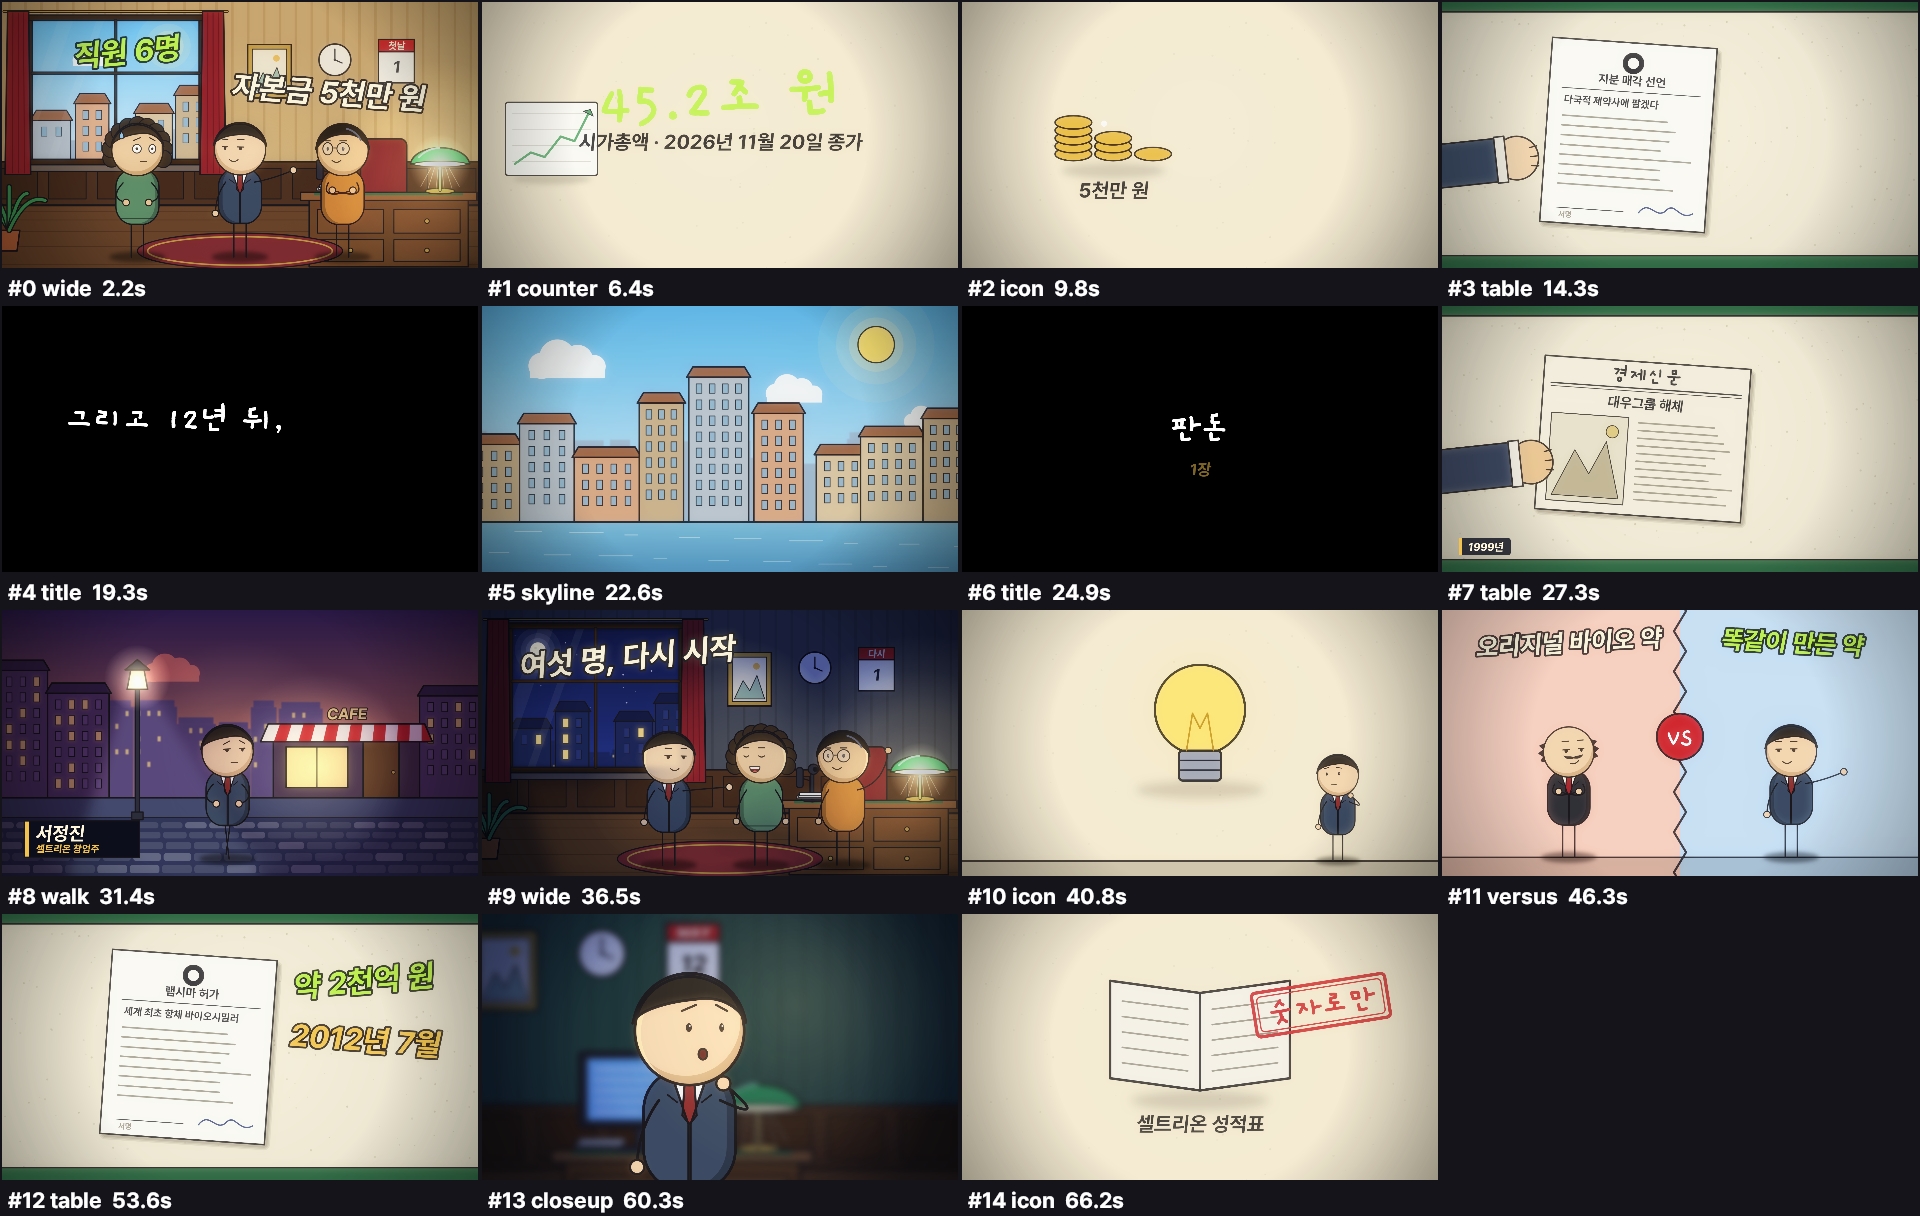 직원 6명
자본금 5천만 원
첫날
1
#0 wide 2.2s
45.2조 원
시가총액 · 2026년 11월 20일 종가
#1 counter 6.4s
5천만 원
#2 icon 9.8s
지분 매각 선언
다국적 제약사에 팔겠다
서명
#3 table 14.3s
그리고 12년 뒤,
#4 title 19.3s
#5 skyline 22.6s
판돈
1장
#6 title 24.9s
경제신문
대우그룹 해체
1999년
#7 table 27.3s
CAFE
서정진
셀트리온 창업주
#8 walk 31.4s
여섯 명, 다시 시작
다시
1
#9 wide 36.5s
#10 icon 40.8s
오리지널 바이오 약
VS
똑같이 만든 약
#11 versus 46.3s
램시마 허가
세계 최초 항체 바이오시밀러
서명
약 2천억 원
2012년 7월
#12 table 53.6s
12
#13 closeup 60.3s
숫자로만
셀트리온 성적표
#14 icon 66.2s